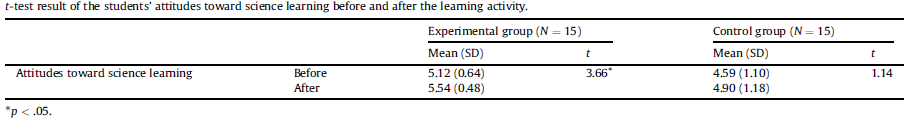 t-test result of the students' attitudes toward science learning before and after the learning activity.
Experimental group (N = 15) Control group (N = 15)
Mean (SD) t Mean (SD) t
Attitudes toward science learning Before 5.12 (0.64) 3.66* 4.59 (1.10) 1.14
After 5.54 (0.48) 4.90 (1.18)
*p < .05.